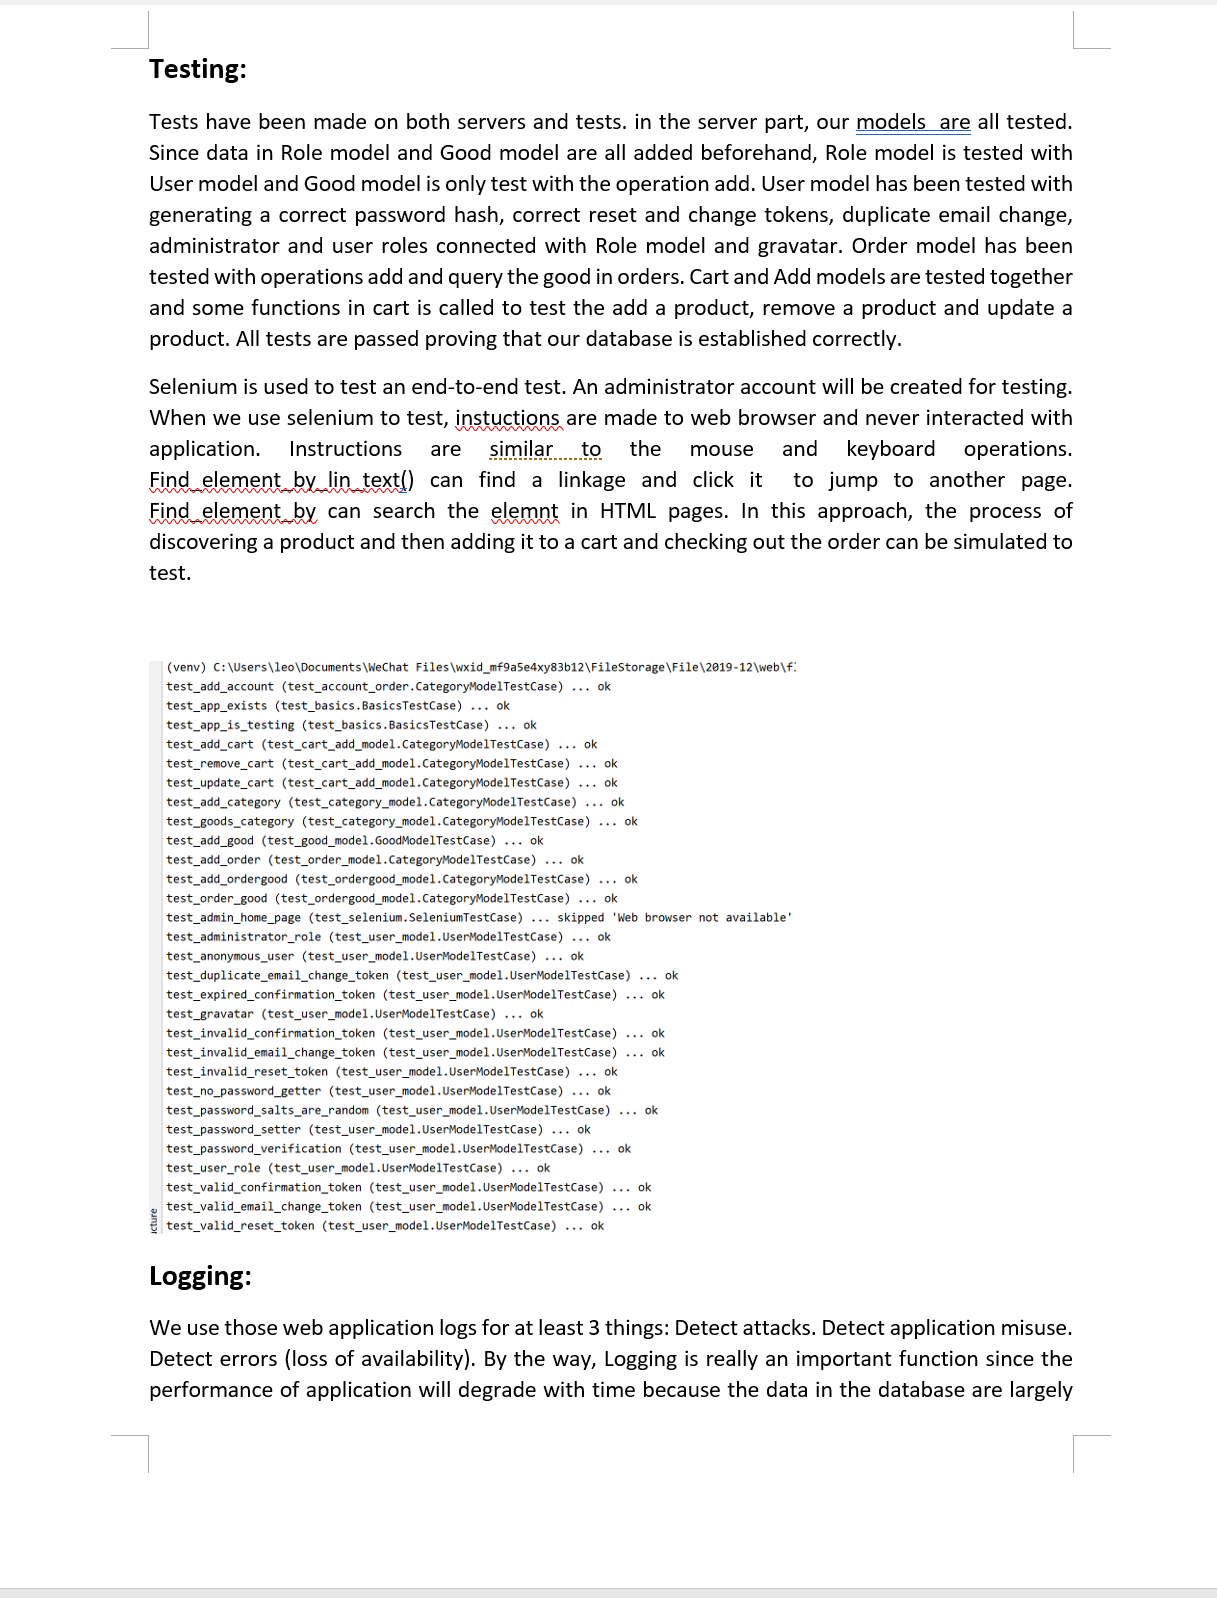 Testing:
Tests have been made on both servers and tests. in the server part, our models  are all tested.
Since data in Role model and Good model are all added beforehand, Role model is tested with
User model and Good model is only test with the operation add. User model has been tested with
generating a correct password hash, correct reset and change tokens, duplicate email change,
administrator and user roles connected with Role model and gravatar. Order model has been
tested with operations add and query the good in orders. Cart and Add models are tested together
and some functions in cart is called to test the add a product, remove a product and update a
product. All tests are passed proving that our database is established correctly.
Selenium is used to test an end-to-end test. An administrator account will be created for testing.
When we use selenium to test, instuctions are made to web browser and never interacted with
application. Instructions are similar to the mouse and keyboard operations.
Find_element_by_lin_text() can find a linkage and click it  to jump to another page.
Find_element_by can search the elemnt in HTML pages. In this approach, the process of
discovering a product and then adding it to a cart and checking out the order can be simulated to
test.
(venv) C:\Users\leo\Documents\WeChat Files\wxid_mf9a5e4xy83b12\FileStorage\File\2019-12\web\f
test_add_account (test_account_order.CategoryModelTestCase) ... ok
test_app_exists (test_basics.BasicsTestCase) ... ok
test_app_is_testing (test_basics.BasicsTestCase) ... ok
test_add_cart (test_cart_add_model.CategoryModelTestCase) ... ok
test_remove_cart (test_cart_add_model.CategoryModelTestCase) ... ok
test_update_cart (test_cart_add_model.CategoryModelTestCase) ... ok
test_add_category (test_category_model.CategoryModelTestCase) ... ok
test_goods_category (test_category_model.CategoryModelTestCase) ... ok
test_add_good (test_good_model.GoodModelTestCase) ... ok
test_add_order (test_order_model.CategoryModelTestCase) ... ok
test_add_ordergood (test_ordergood_model.CategoryModelTestCase) ... ok
test_order_good (test_ordergood_model.CategoryModelTestCase) ... ok
test_admin_home_page (test_selenium.SeleniumTestCase) ... skipped 'Web browser not available'
test_administrator_role (test_user_model.UserModelTestCase) ... ok
test_anonymous_user (test_user_model.UserModelTestCase) ... ok
test_duplicate_email_change_token (test_user_model.UserModelTestCase) ... ok
test_expired_confirmation_token (test_user_model.UserModelTestCase) ... ok
test_gravatar (test_user_model.UserModelTestCase) ... ok
test_invalid_confirmation_token (test_user_model.UserModelTestCase) ... ok
test_invalid_email_change_token (test_user_model.UserModelTestCase) ... ok
test_invalid_reset_token (test_user_model.UserModelTestCase) ... ok
test_no_password_getter (test_user_model.UserModelTestCase) ... ok
test_password_salts_are_random (test_user_model.UserModelTestCase) ... ok
test_password_setter (test_user_model.UserModelTestCase) ... ok
test_password_verification (test_user_model.UserModelTestCase) ... ok
test_user_role (test_user_model.UserModelTestCase) ... ok
test_valid_confirmation_token (test_user_model.UserModelTestCase) ... ok
test_valid_email_change_token (test_user_model.UserModelTestCase) ... ok
test_valid_reset_token (test_user_model.UserModelTestCase) ... ok
icture
Logging:
We use those web application logs for at least 3 things: Detect attacks. Detect application misuse.
Detect errors (loss of availability). By the way, Logging is really an important function since the
performance of application will degrade with time because the data in the database are largely